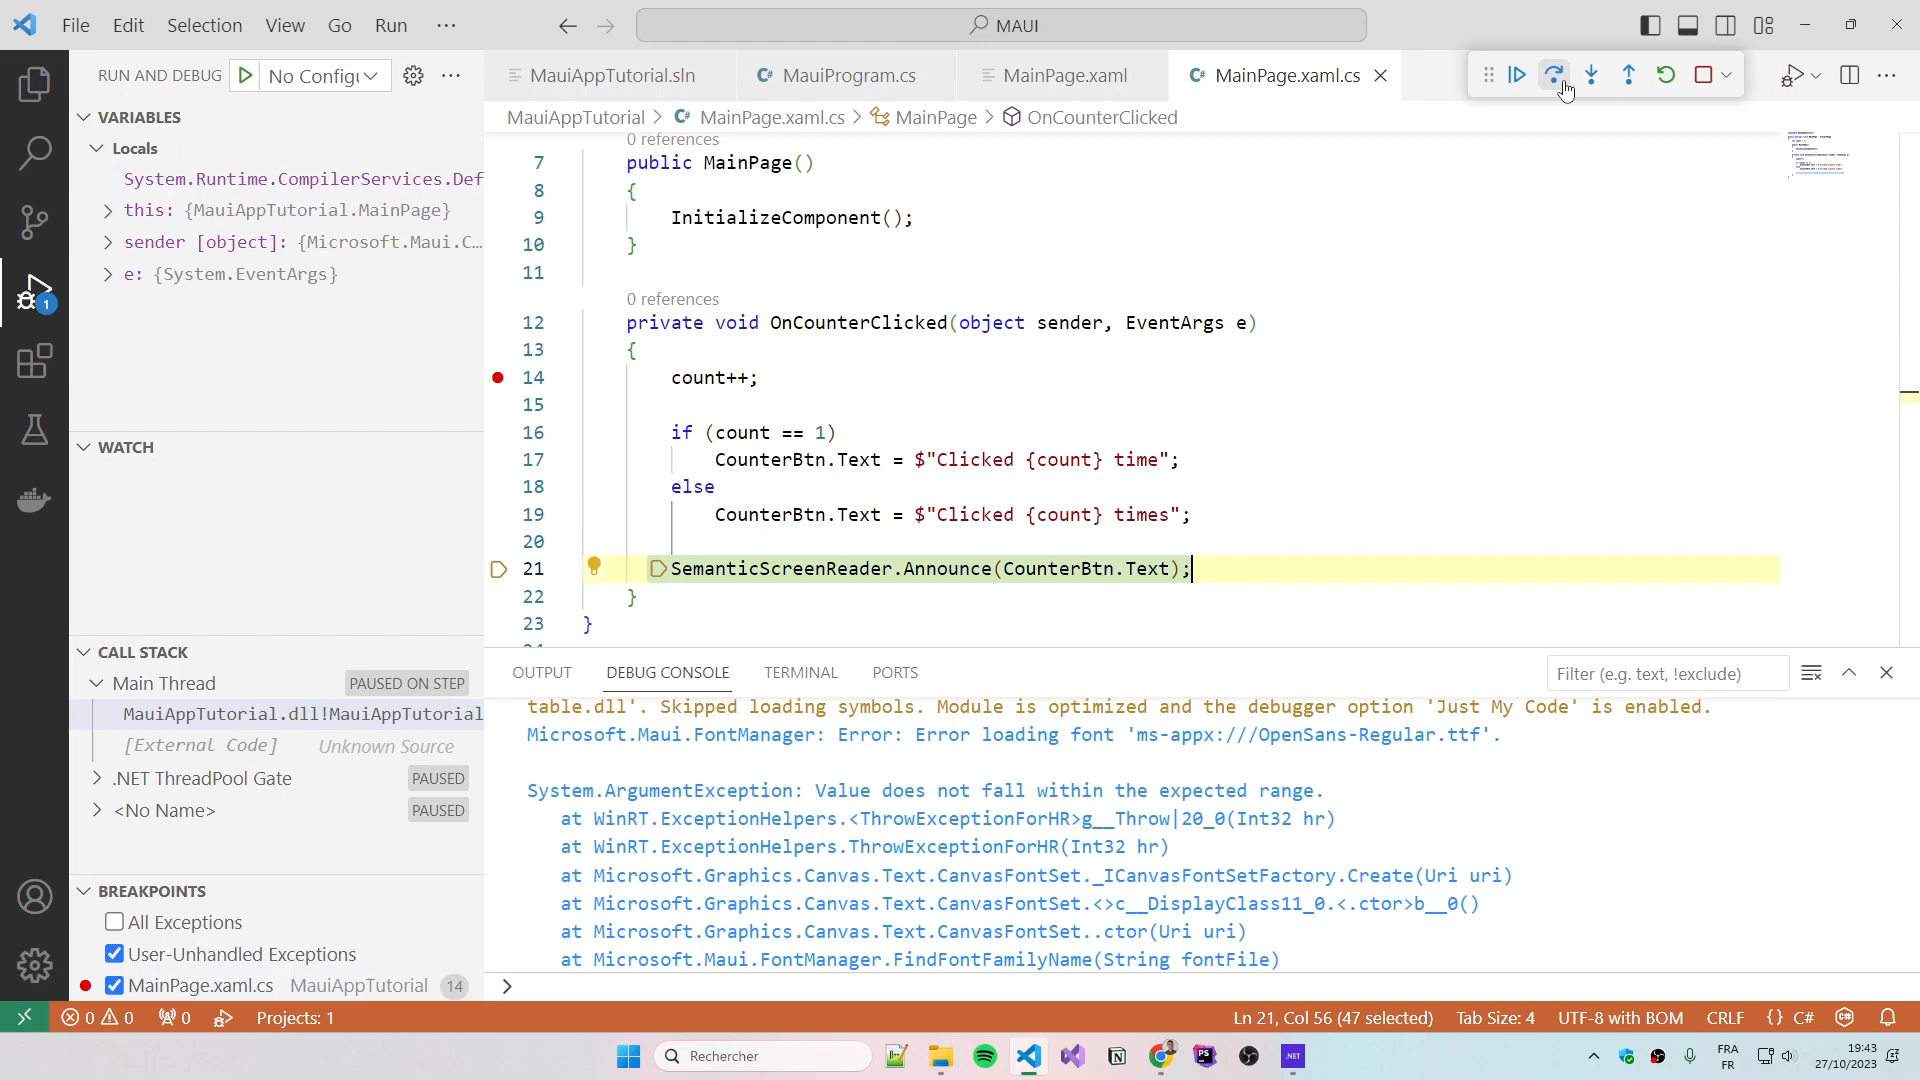 File Edit Selection View Go Run ···
MAUI
RUN AND DEBUG No Configu
MauiAppTutorial.sln MauiProgram.cs MainPage.xaml MainPage.xaml.cs
MauiAppTutorial > MainPage.xaml.cs > MainPage > OnCounterClicked
VARIABLES
Locals
System.Runtime.CompilerServices.Def
this: {MauiAppTutorial.MainPage}
sender [object]: {Microsoft.Maui.C...
e: {System.EventArgs}
WATCH
CALL STACK
Main Thread PAUSED ON STEP
MauiAppTutorial.dll!MauiAppTutorial
[External Code] Unknown Source
.NET ThreadPool Gate PAUSED
<No Name> PAUSED
BREAKPOINTS
All Exceptions
User-Unhandled Exceptions
MainPage.xaml.cs MauiAppTutorial 14
1
0 references
7 public MainPage()
8 {
9 InitializeComponent();
10 }
11
0 references
12 private void OnCounterClicked(object sender, EventArgs e)
13 {
14 count++;
15
16 if (count == 1)
17 CounterBtn.Text = $"Clicked {count} time";
18 else
19 CounterBtn.Text = $"Clicked {count} times";
20
21 SemanticScreenReader.Announce(CounterBtn.Text);
22 }
23 }
OUTPUT DEBUG CONSOLE TERMINAL PORTS
Filter (e.g. text, !exclude)
table.dll'. Skipped loading symbols. Module is optimized and the debugger option 'Just My Code' is enabled.
Microsoft.Maui.FontManager: Error: Error loading font 'ms-appx:///OpenSans-Regular.ttf'.
System.ArgumentException: Value does not fall within the expected range.
at WinRT.ExceptionHelpers.<ThrowExceptionForHR>g__Throw|20_0(Int32 hr)
at WinRT.ExceptionHelpers.ThrowExceptionForHR(Int32 hr)
at Microsoft.Graphics.Canvas.Text.CanvasFontSet._ICanvasFontSetFactory.Create(Uri uri)
at Microsoft.Graphics.Canvas.Text.CanvasFontSet.<>c__DisplayClass11_0.<.ctor>b__0()
at Microsoft.Graphics.Canvas.Text.CanvasFontSet..ctor(Uri uri)
at Microsoft.Maui.FontManager.FindFontFamilyName(String fontFile)
>
0 0 0 Projects: 1
Ln 21, Col 56 (47 selected) Tab Size: 4 UTF-8 with BOM CRLF {} C#
Rechercher
PS
.NET
FRA
FR
19:43
27/10/2023